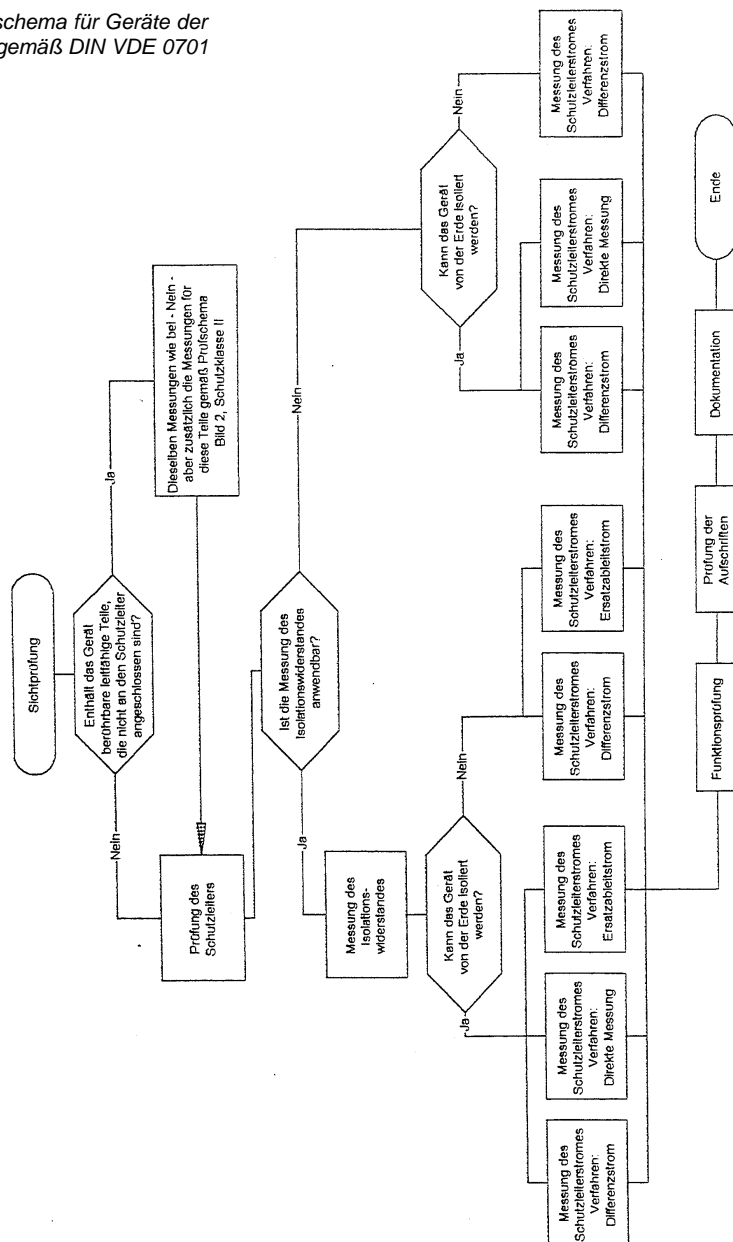 schema für Geräte der
gemäß DIN VDE 0701
Sichtprüfung
Enthält das Gerät
berührbare leitfähige Teile,
die nicht an den Schutzleiter
angeschlossen sind?
Ja
Nein
Dieselben Messungen wie bei - Nein -
aber zusätzlich die Messungen für
diese Teile gemäß Prüfschema
Bild 2, Schutzklasse II
Prüfung des
Schutzleiters
Ist die Messung des
Isolationswiderstandes
anwendbar?
Ja
Nein
Messung des
Isolations-
widerstandes
Kann das Gerät
von der Erde isoliert
werden?
Ja
Nein
Kann das Gerät
von der Erde isoliert
werden?
Ja
Nein
Messung des
Schutzleiterstromes
Verfahren:
Differenzstrom
Messung des
Schutzleiterstromes
Verfahren:
Direkte Messung
Messung des
Schutzleiterstromes
Verfahren:
Ersatzableitstrom
Messung des
Schutzleiterstromes
Verfahren:
Differenzstrom
Messung des
Schutzleiterstromes
Verfahren:
Ersatzableitstrom
Messung des
Schutzleiterstromes
Verfahren:
Differenzstrom
Messung des
Schutzleiterstromes
Verfahren:
Direkte Messung
Messung des
Schutzleiterstromes
Verfahren:
Differenzstrom
Funktionsprüfung
Prüfung der
Aufschriften
Dokumentation
Ende